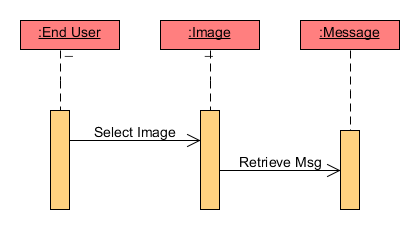 :End User
:Image
:Message
Select Image
Retrieve Msg